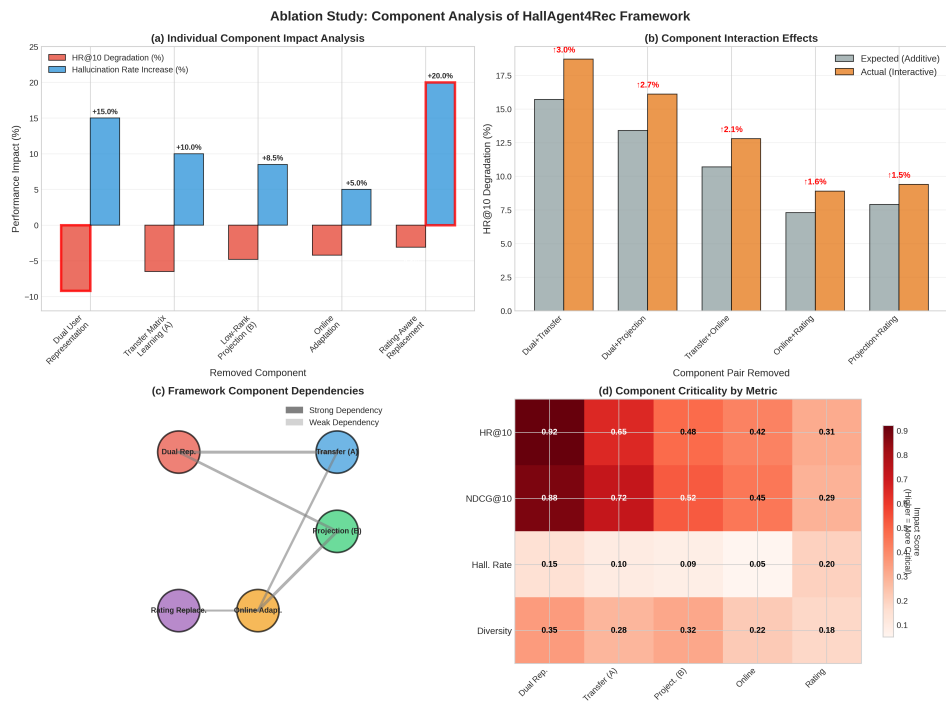 Ablation Study: Component Analysis of HallAgent4Rec Framework
(a) Individual Component Impact Analysis
HR@10 Degradation (%)
Hallucination Rate Increase (%)
+15.0%
+10.0%
+8.5%
+5.0%
+20.0%
25
20
15
10
5
0
−5
−10
Performance Impact (%)
Dual User
Representation
Transfer Matrix
Learning (A)
Low-Rank
Projection (B)
Online
Adaptation
Rating-Aware
Replacement
Removed Component
(b) Component Interaction Effects
Expected (Additive)
Actual (Interactive)
↑3.0%
↑2.7%
↑2.1%
↑1.6%
↑1.5%
17.5
15.0
12.5
10.0
7.5
5.0
2.5
0.0
HR@10 Degradation (%)
Dual+Transfer
Dual+Projection
Transfer+Online
Online+Rating
Projection+Rating
Component Pair Removed
(c) Framework Component Dependencies
Strong Dependency
Weak Dependency
Dual Rep.
Transfer (A)
Projection (B)
Rating Replace.
Online Adapt.
(d) Component Criticality by Metric
HR@10
0.92 0.65 0.48 0.42 0.31
NDCG@10
0.88 0.72 0.52 0.45 0.29
Hall. Rate
0.15 0.10 0.09 0.05 0.20
Diversity
0.35 0.28 0.32 0.22 0.18
Dual Rep.
Transfer (A)
Project. (B)
Online
Rating
0.9
0.8
0.7
0.6
0.5
0.4
0.3
0.2
0.1
Impact Score
(Higher = More Critical)